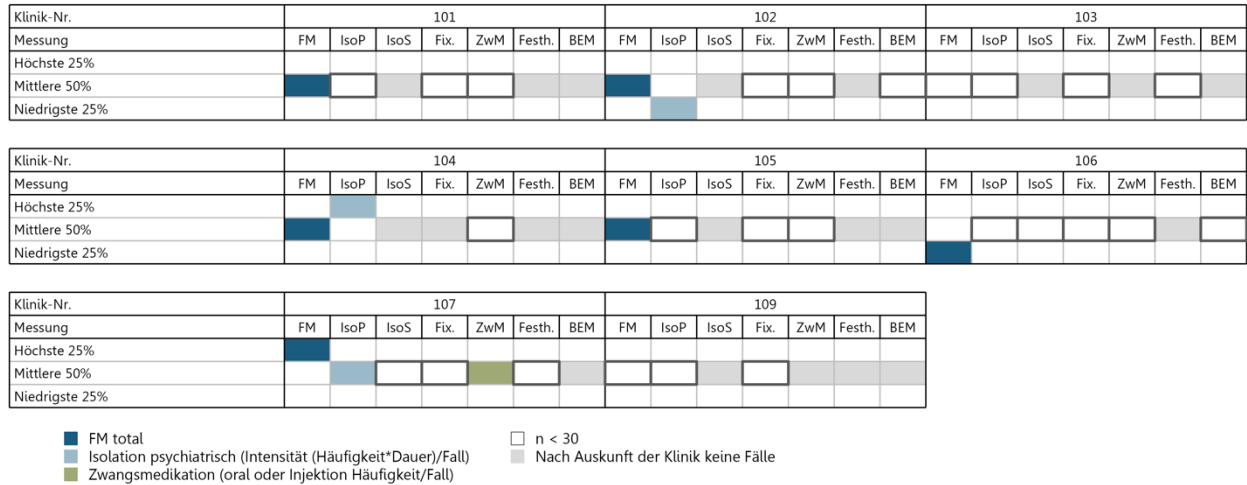 Klinik-Nr. 101 102 103
Messung FM IsoP IsoS Fix. ZwM Festh. BEM FM IsoP IsoS Fix. ZwM Festh. BEM FM IsoP IsoS Fix. ZwM Festh. BEM
Höchste 25%
Mittlere 50%
Niedrigste 25%
Klinik-Nr. 104 105 106
Messung FM IsoP IsoS Fix. ZwM Festh. BEM FM IsoP IsoS Fix. ZwM Festh. BEM FM IsoP IsoS Fix. ZwM Festh. BEM
Höchste 25%
Mittlere 50%
Niedrigste 25%
Klinik-Nr. 107 109
Messung FM IsoP IsoS Fix. ZwM Festh. BEM FM IsoP IsoS Fix. ZwM Festh. BEM
Höchste 25%
Mittlere 50%
Niedrigste 25%
FM total
Isolation psychiatrisch (Intensität (Häufigkeit*Dauer)/Fall)
Zwangsmedikation (oral oder Injektion Häufigkeit/Fall)
n < 30
Nach Auskunft der Klinik keine Fälle